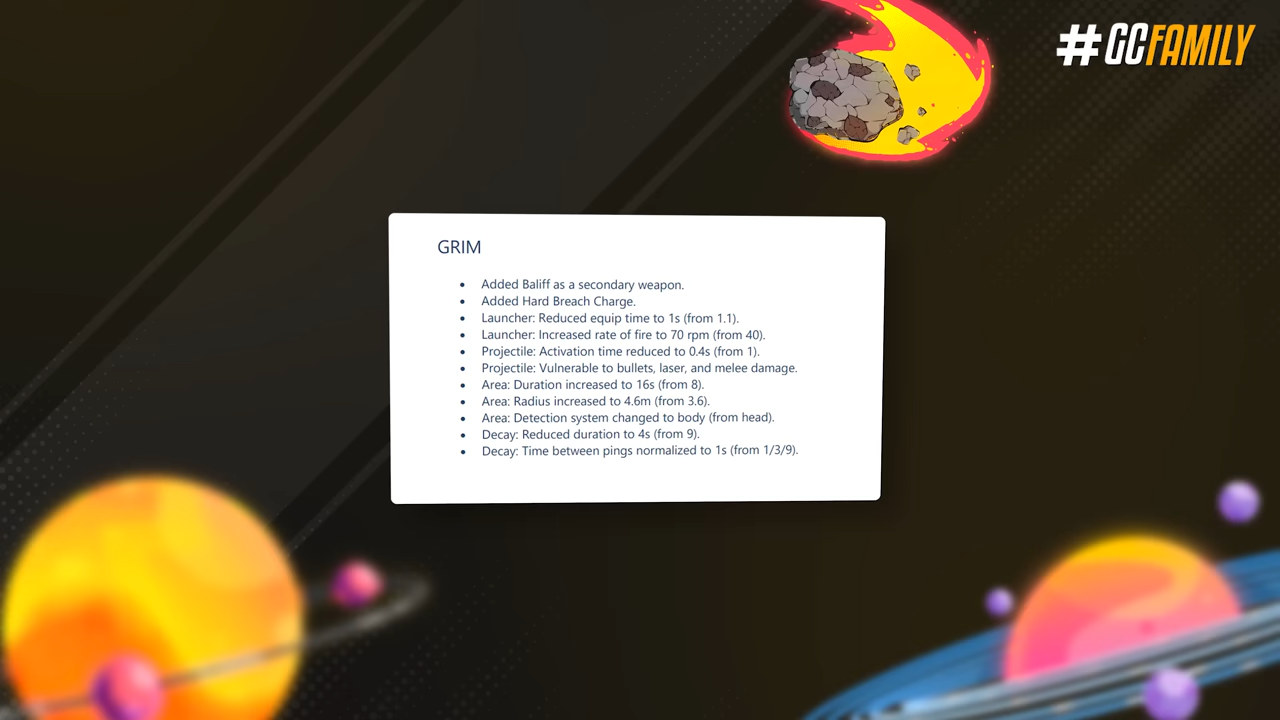 #GCFAMILY
GRIM
• Added Baliff as a secondary weapon.
• Added Hard Breach Charge.
• Launcher: Reduced equip time to 1s (from 1.1).
• Launcher: Increased rate of fire to 70 rpm (from 40).
• Projectile: Activation time reduced to 0.4s (from 1).
• Projectile: Vulnerable to bullets, laser, and melee damage.
• Area: Duration increased to 16s (from 8).
• Area: Radius increased to 4.6m (from 3.6).
• Area: Detection system changed to body (from head).
• Decay: Reduced duration to 4s (from 9).
• Decay: Time between pings normalized to 1s (from 1/3/9).